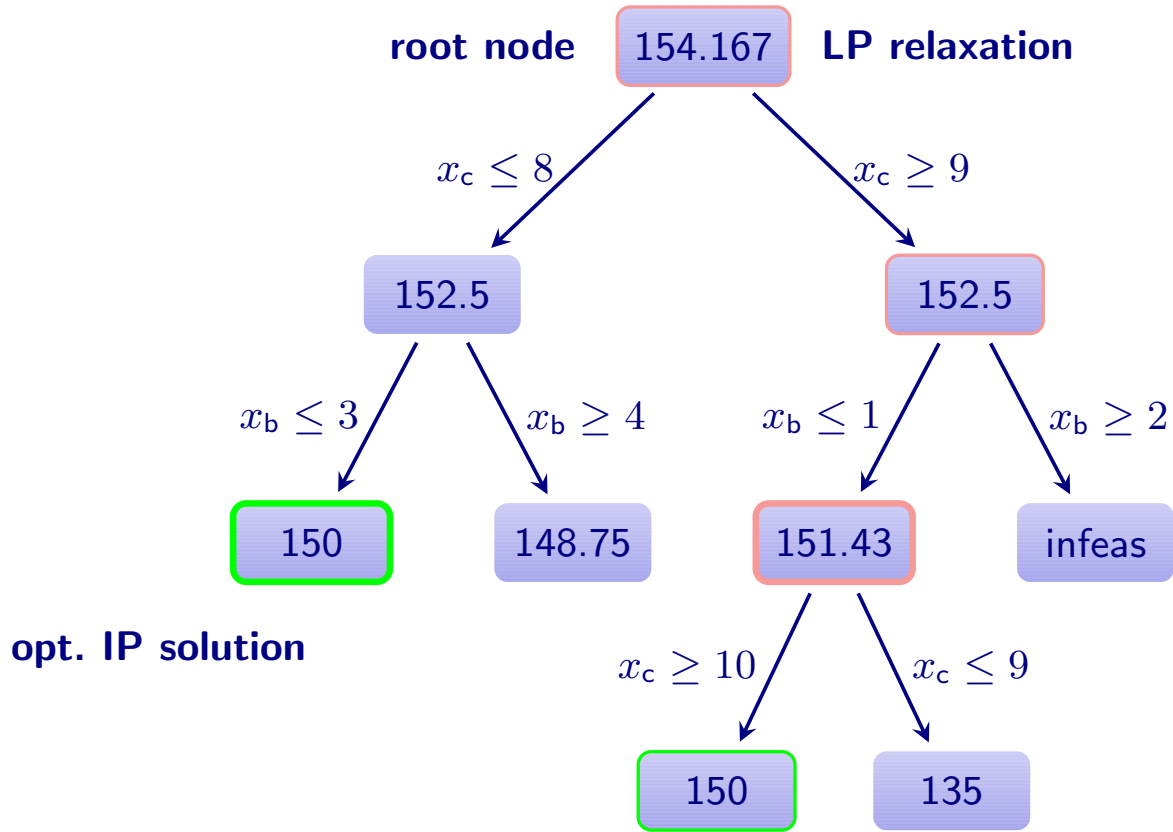 root node 154.167 LP relaxation
x_c ≤ 8 x_c ≥ 9
152.5 152.5
x_b ≤ 3 x_b ≥ 4 x_b ≤ 1 x_b ≥ 2
150 148.75 151.43 infeas
opt. IP solution
x_c ≥ 10 x_c ≤ 9
150 135